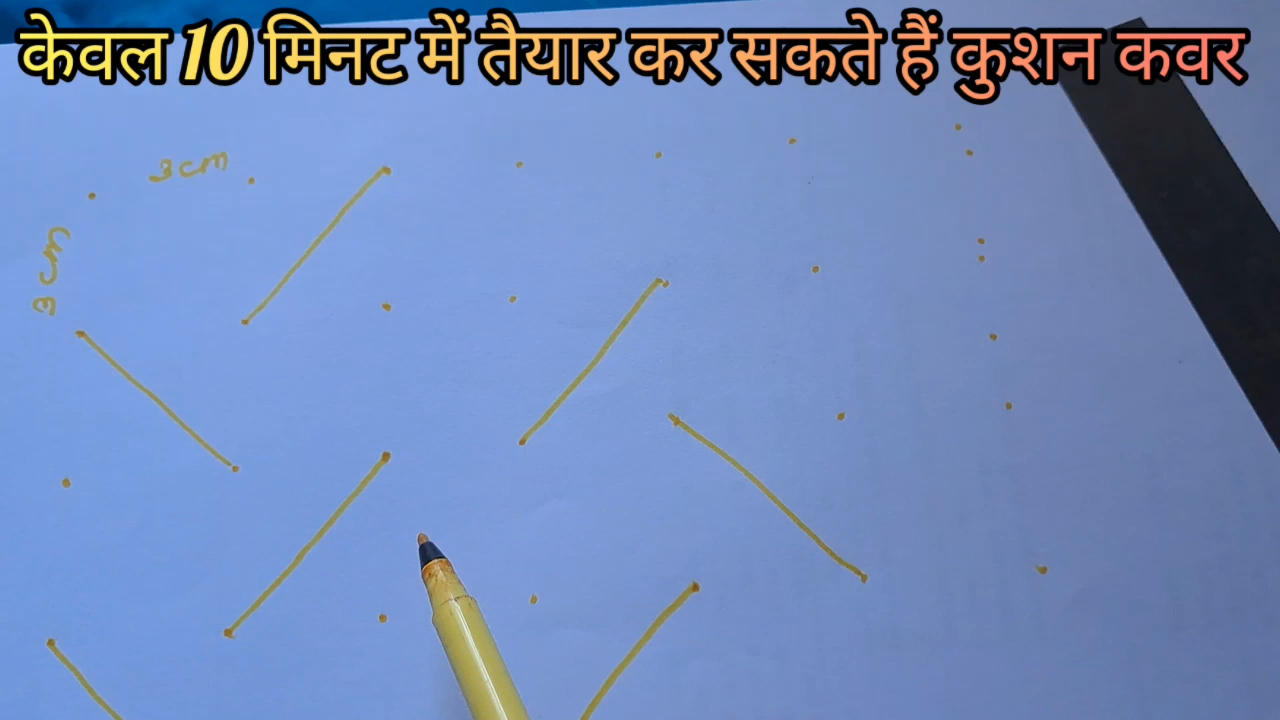 केवल 10 मिनट में तैयार कर सकते हैं कुशन कवर
3cm
3cm